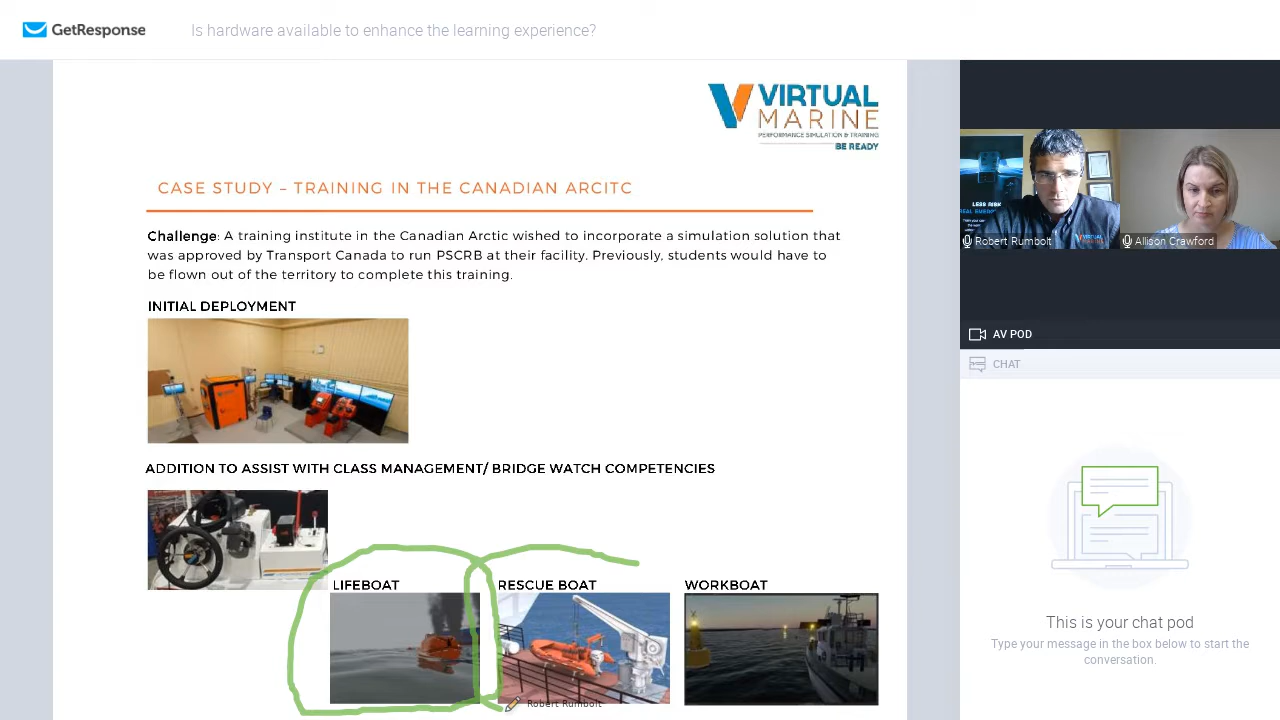 GetResponse
Is hardware available to enhance the learning experience?
VIRTUAL
MARINE
PERFORMANCE SIMULATION & TRAINING
BE READY
CASE STUDY – TRAINING IN THE CANADIAN ARCITC
Challenge: A training institute in the Canadian Arctic wished to incorporate a simulation solution that
was approved by Transport Canada to run PSCRB at their facility. Previously, students would have to
be flown out of the territory to complete this training.
INITIAL DEPLOYMENT
ADDITION TO ASSIST WITH CLASS MANAGEMENT/ BRIDGE WATCH COMPETENCIES
LIFEBOAT
RESCUE BOAT
WORKBOAT
Robert Rumbolt
LESS RISK
Robert Rumbolt
Allison Crawford
AV POD
CHAT
This is your chat pod
Type your message in the box below to start the
conversation.